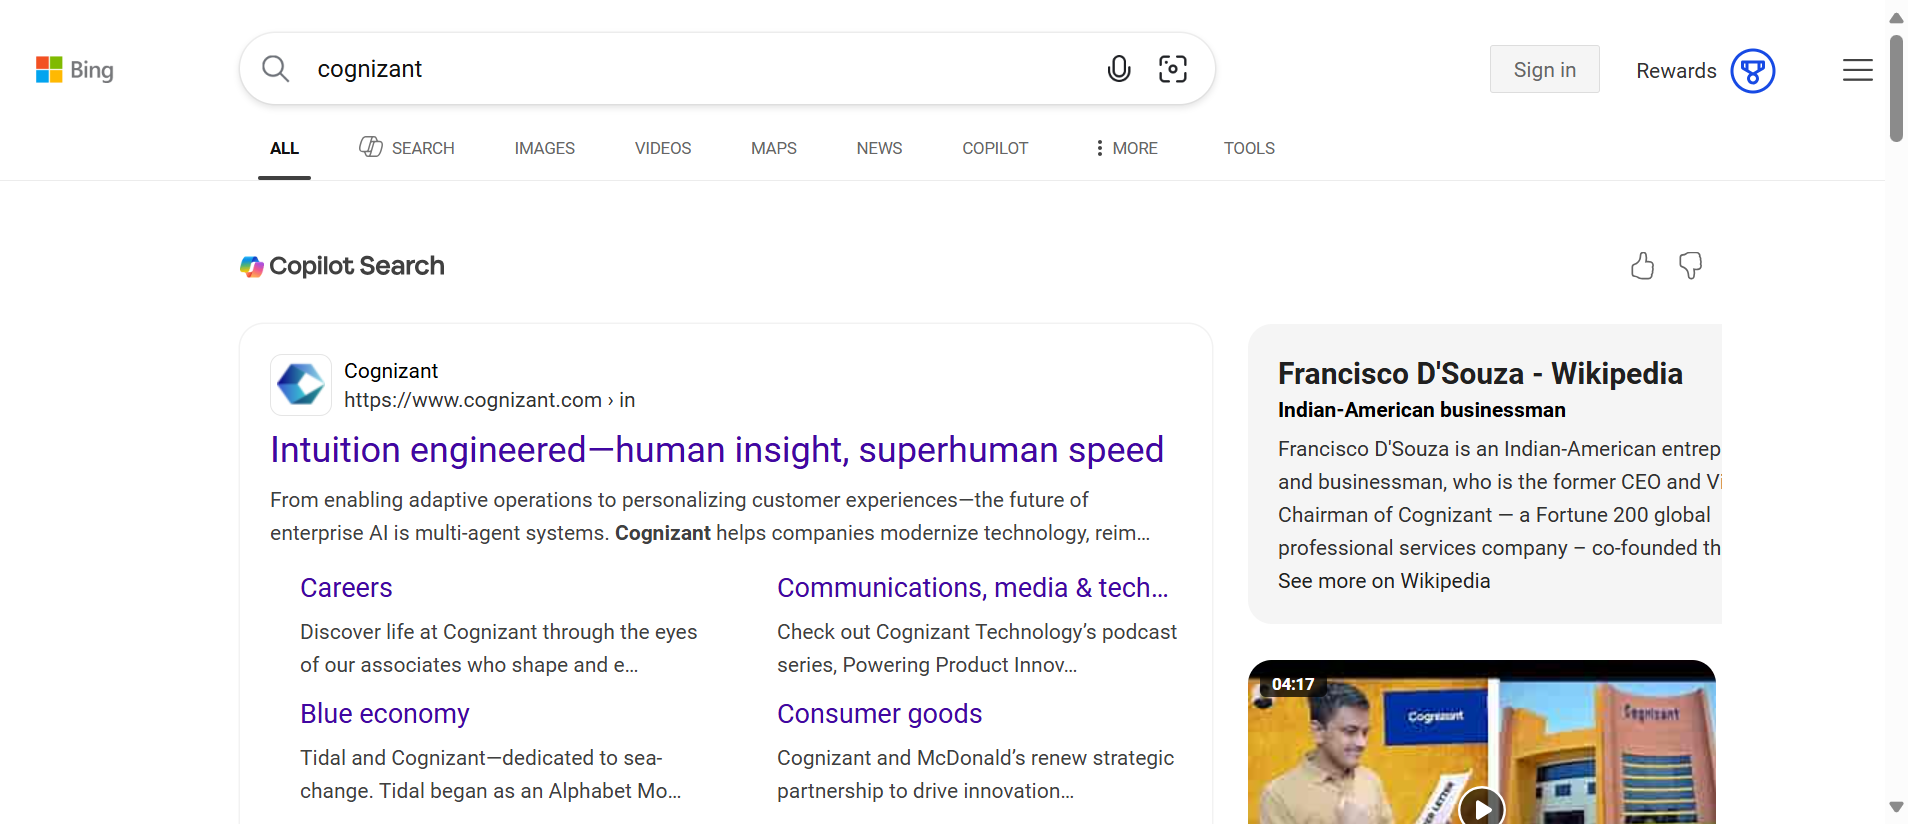 Bing
cognizant
Sign in
Rewards
ALL
SEARCH
IMAGES
VIDEOS
MAPS
NEWS
COPILOT
MORE
TOOLS
Copilot Search
Cognizant
https://www.cognizant.com › in
Intuition engineered—human insight, superhuman speed
From enabling adaptive operations to personalizing customer experiences—the future of
enterprise AI is multi-agent systems. Cognizant helps companies modernize technology, reim...
Careers
Discover life at Cognizant through the eyes
of our associates who shape and e...
Communications, media & tech...
Check out Cognizant Technology’s podcast
series, Powering Product Innov...
Blue economy
Tidal and Cognizant—dedicated to sea-
change. Tidal began as an Alphabet Mo...
Consumer goods
Cognizant and McDonald’s renew strategic
partnership to drive innovation...
Francisco D'Souza - Wikipedia
Indian-American businessman
Francisco D'Souza is an Indian-American entrep
and businessman, who is the former CEO and Vi
Chairman of Cognizant — a Fortune 200 global
professional services company – co-founded th
See more on Wikipedia
04:17
Cognizant
Cognizant
ER LETTER